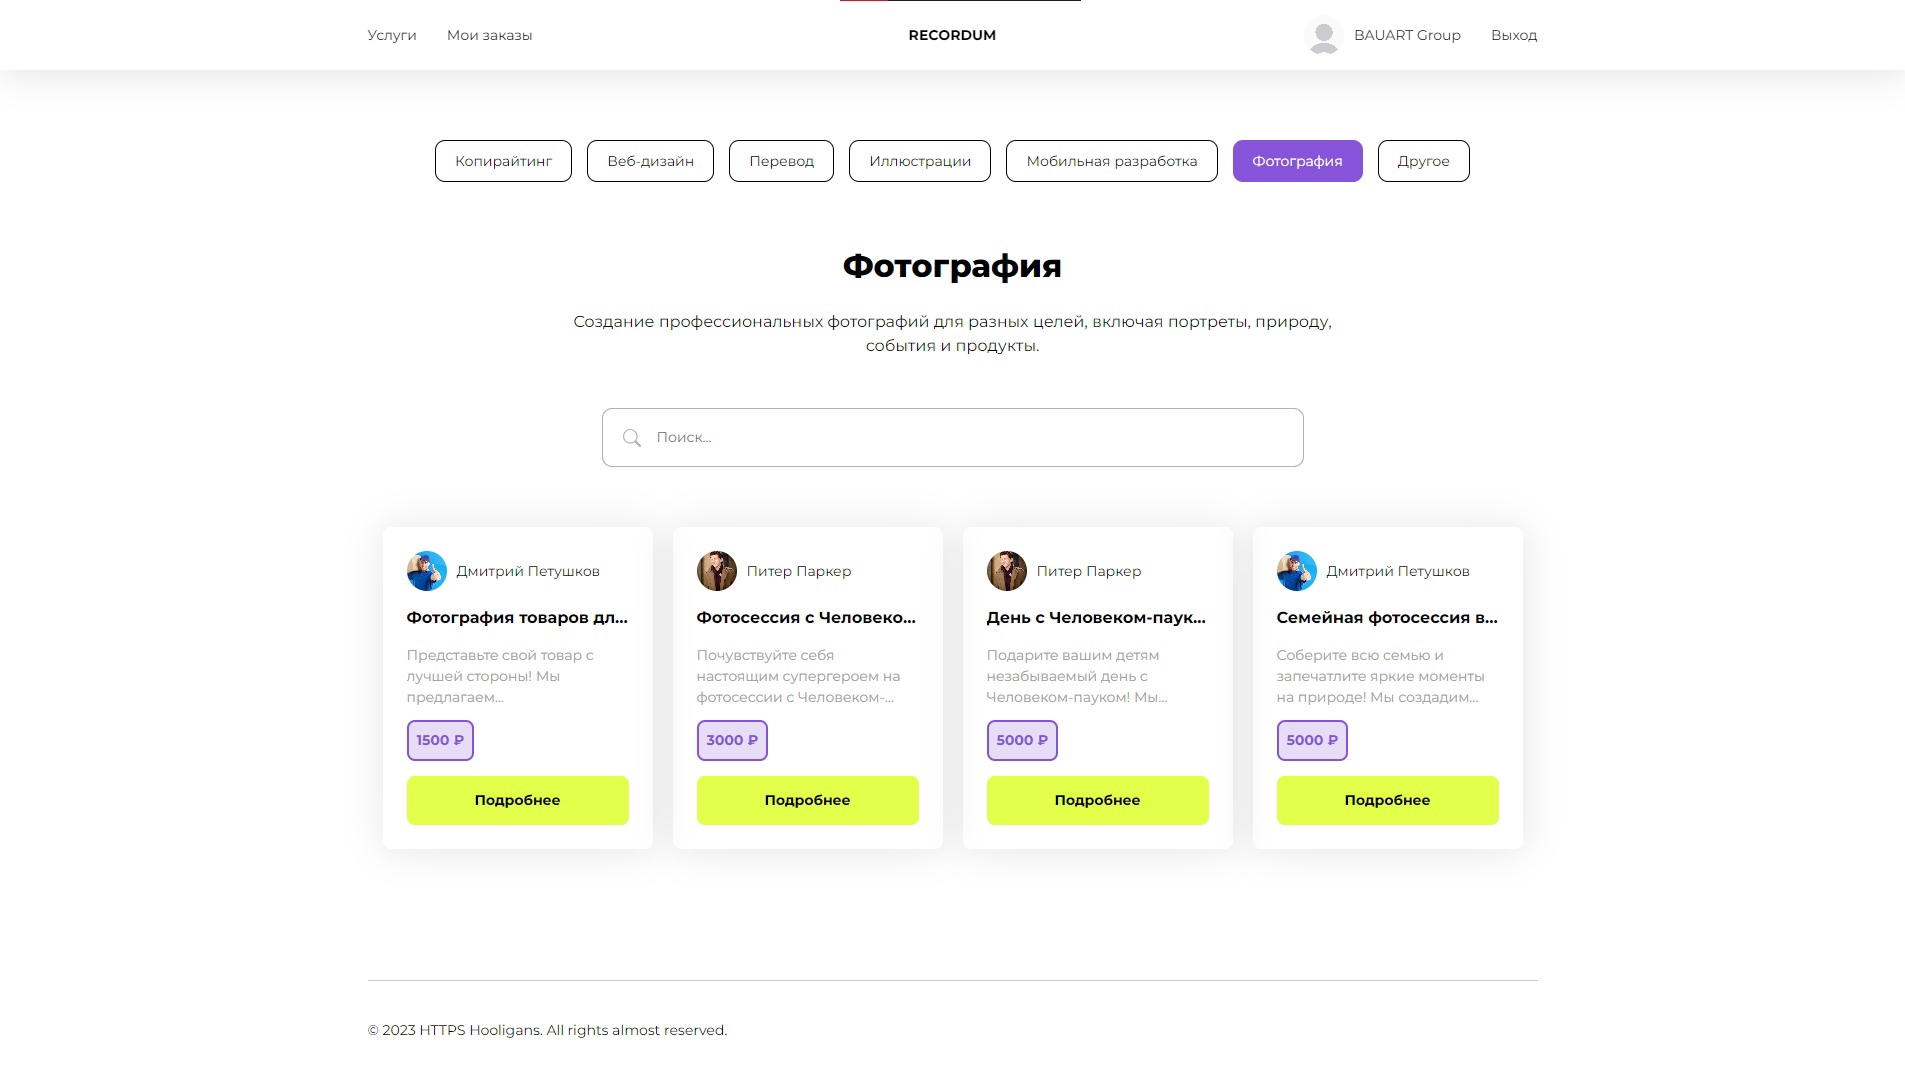 Услуги
Мои заказы
RECORDUM
BAUART Group
Выход
Копирайтинг
Веб-дизайн
Перевод
Иллюстрации
Мобильная разработка
Фотография
Другое
Фотография
Создание профессиональных фотографий для разных целей, включая портреты, природу,
события и продукты.
Поиск...
Дмитрий Петушков
Фотография товаров дл...
Представьте свой товар с
лучшей стороны! Мы
предлагаем...
1500 ₽
Подробнее
Питер Паркер
Фотосессия с Человеко...
Почувствуйте себя
настоящим супергероем на
фотосессии с Человеком-...
3000 ₽
Подробнее
Питер Паркер
День с Человеком-паук...
Подарите вашим детям
незабываемый день с
Человеком-пауком! Мы...
5000 ₽
Подробнее
Дмитрий Петушков
Семейная фотосессия в...
Соберите всю семью и
запечатлите яркие моменты
на природе! Мы создадим...
5000 ₽
Подробнее
© 2023 HTTPS Hooligans. All rights almost reserved.